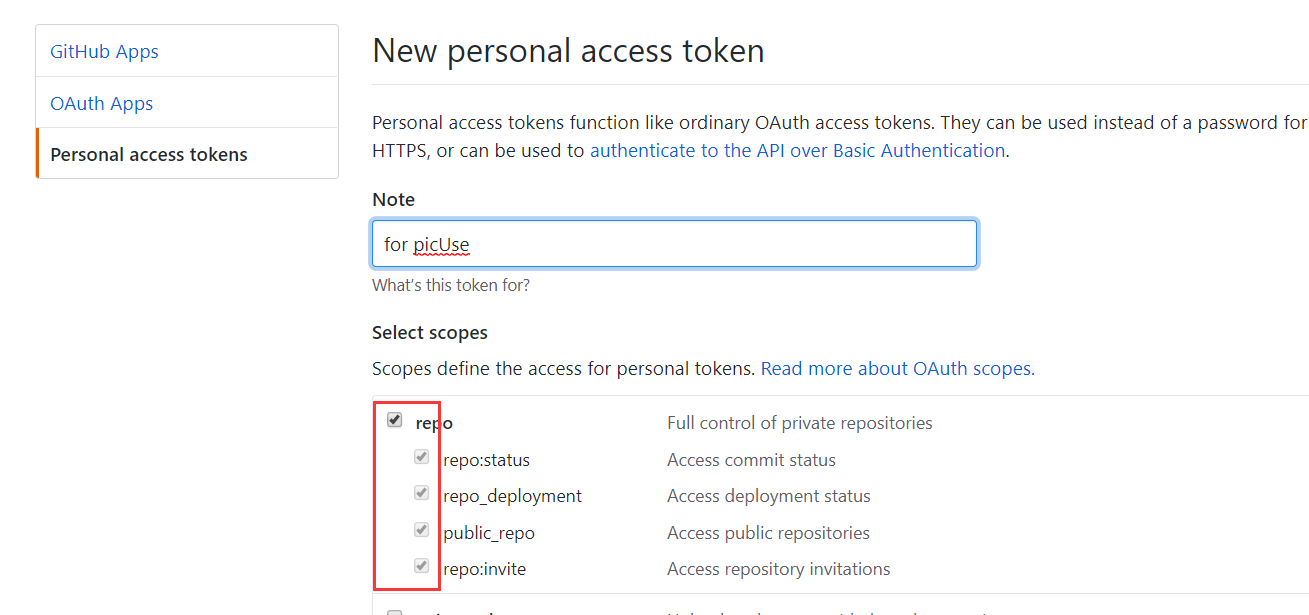 GitHub Apps
OAuth Apps
Personal access tokens
New personal access token
Personal access tokens function like ordinary OAuth access tokens. They can be used instead of a password for
HTTPS, or can be used to authenticate to the API over Basic Authentication.
Note
for picUse
What's this token for?
Select scopes
Scopes define the access for personal tokens. Read more about OAuth scopes.
repo Full control of private repositories
repo:status Access commit status
repo_deployment Access deployment status
public_repo Access public repositories
repo:invite Access repository invitations